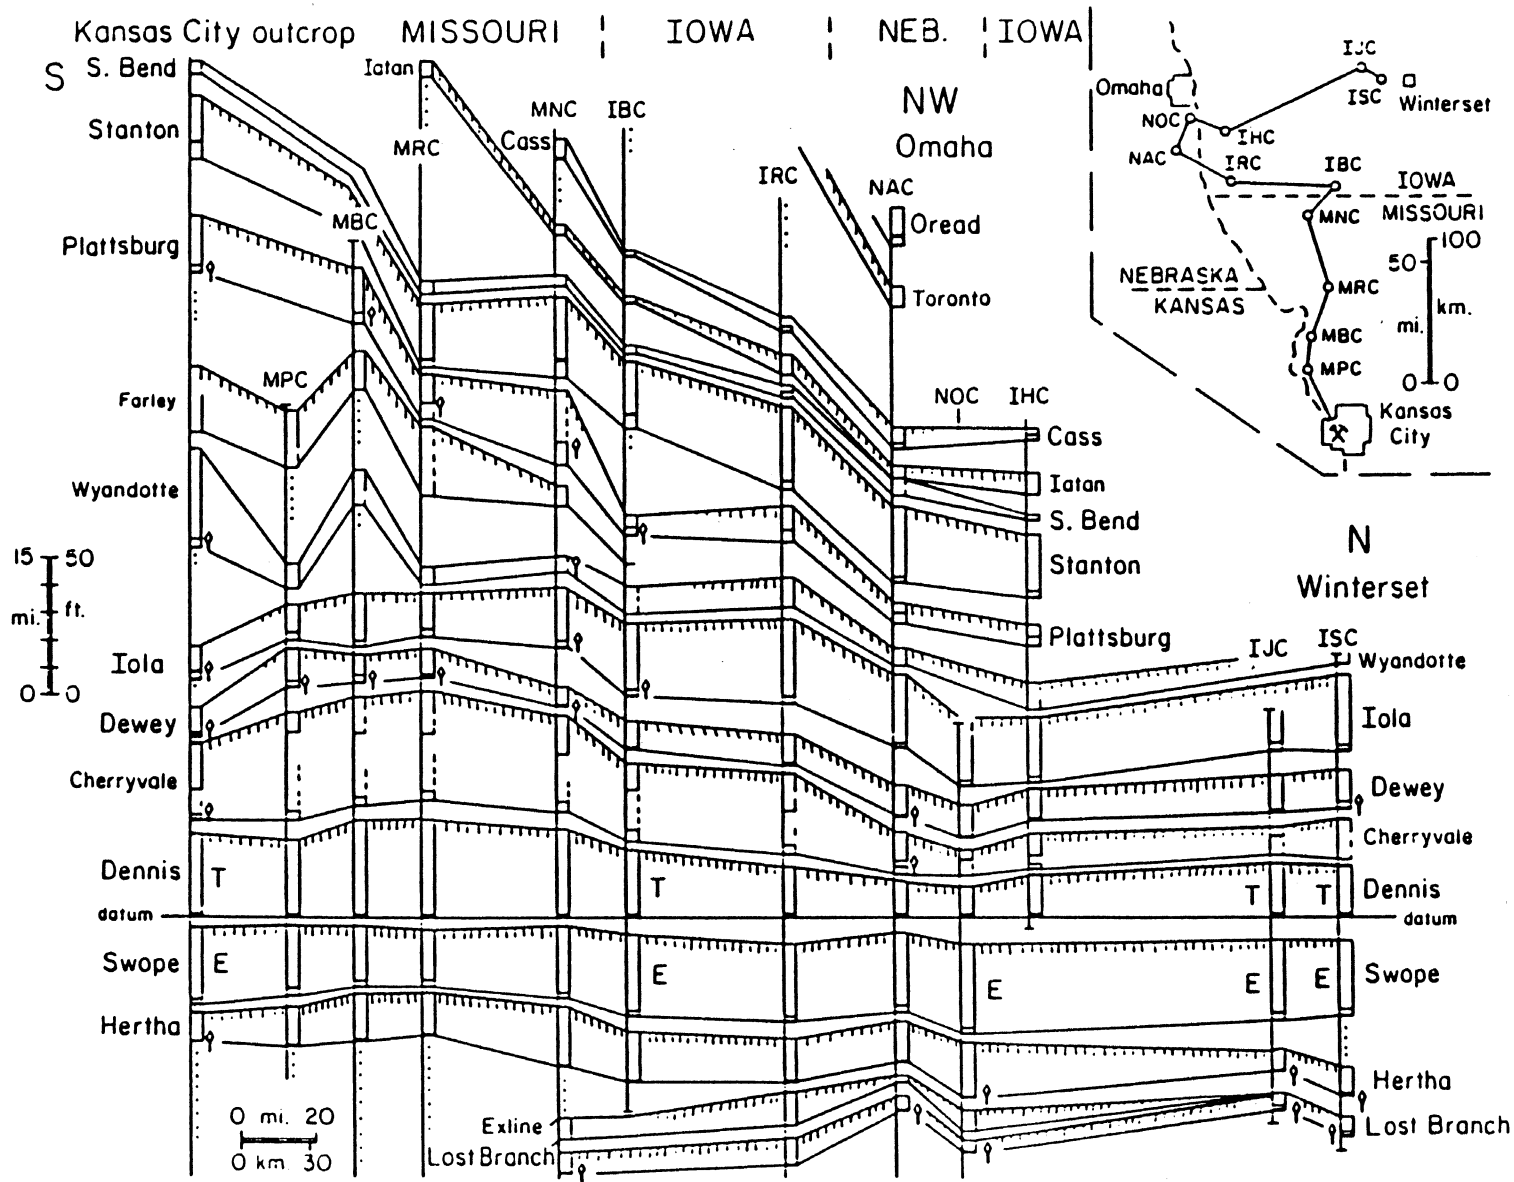 Kansas City outcrop MISSOURI IOWA NEB. IOWA
S
S. Bend
Stanton
Plattsburg
Farley
Wyandotte
15 50
mi. ft.
0 0
Iola
Dewey
Cherryvale
Dennis T
datum
Swope E
Hertha
0 mi. 20
0 km. 30
MPC
MBC
Iatan
MRC
MNC
Cass
IBC
IRC
NW
Omaha
NAC
Oread
Toronto
NOC IHC
Cass
Iatan
S. Bend
Stanton
Plattsburg
N
Winterset
IJC ISC
Wyandotte
Iola
Dewey
Cherryvale
T T T Dennis
datum
E E E E Swope
Hertha
Lost Branch
Exline
Lost Branch
IJC
ISC
Winterset
Omaha
NOC
IHC
NAC
IRC
IBC
IOWA
MNC MISSOURI
NEBRASKA
KANSAS
MRC
MBC
MPC
Kansas
City
100
50
km.
mi.
0 0